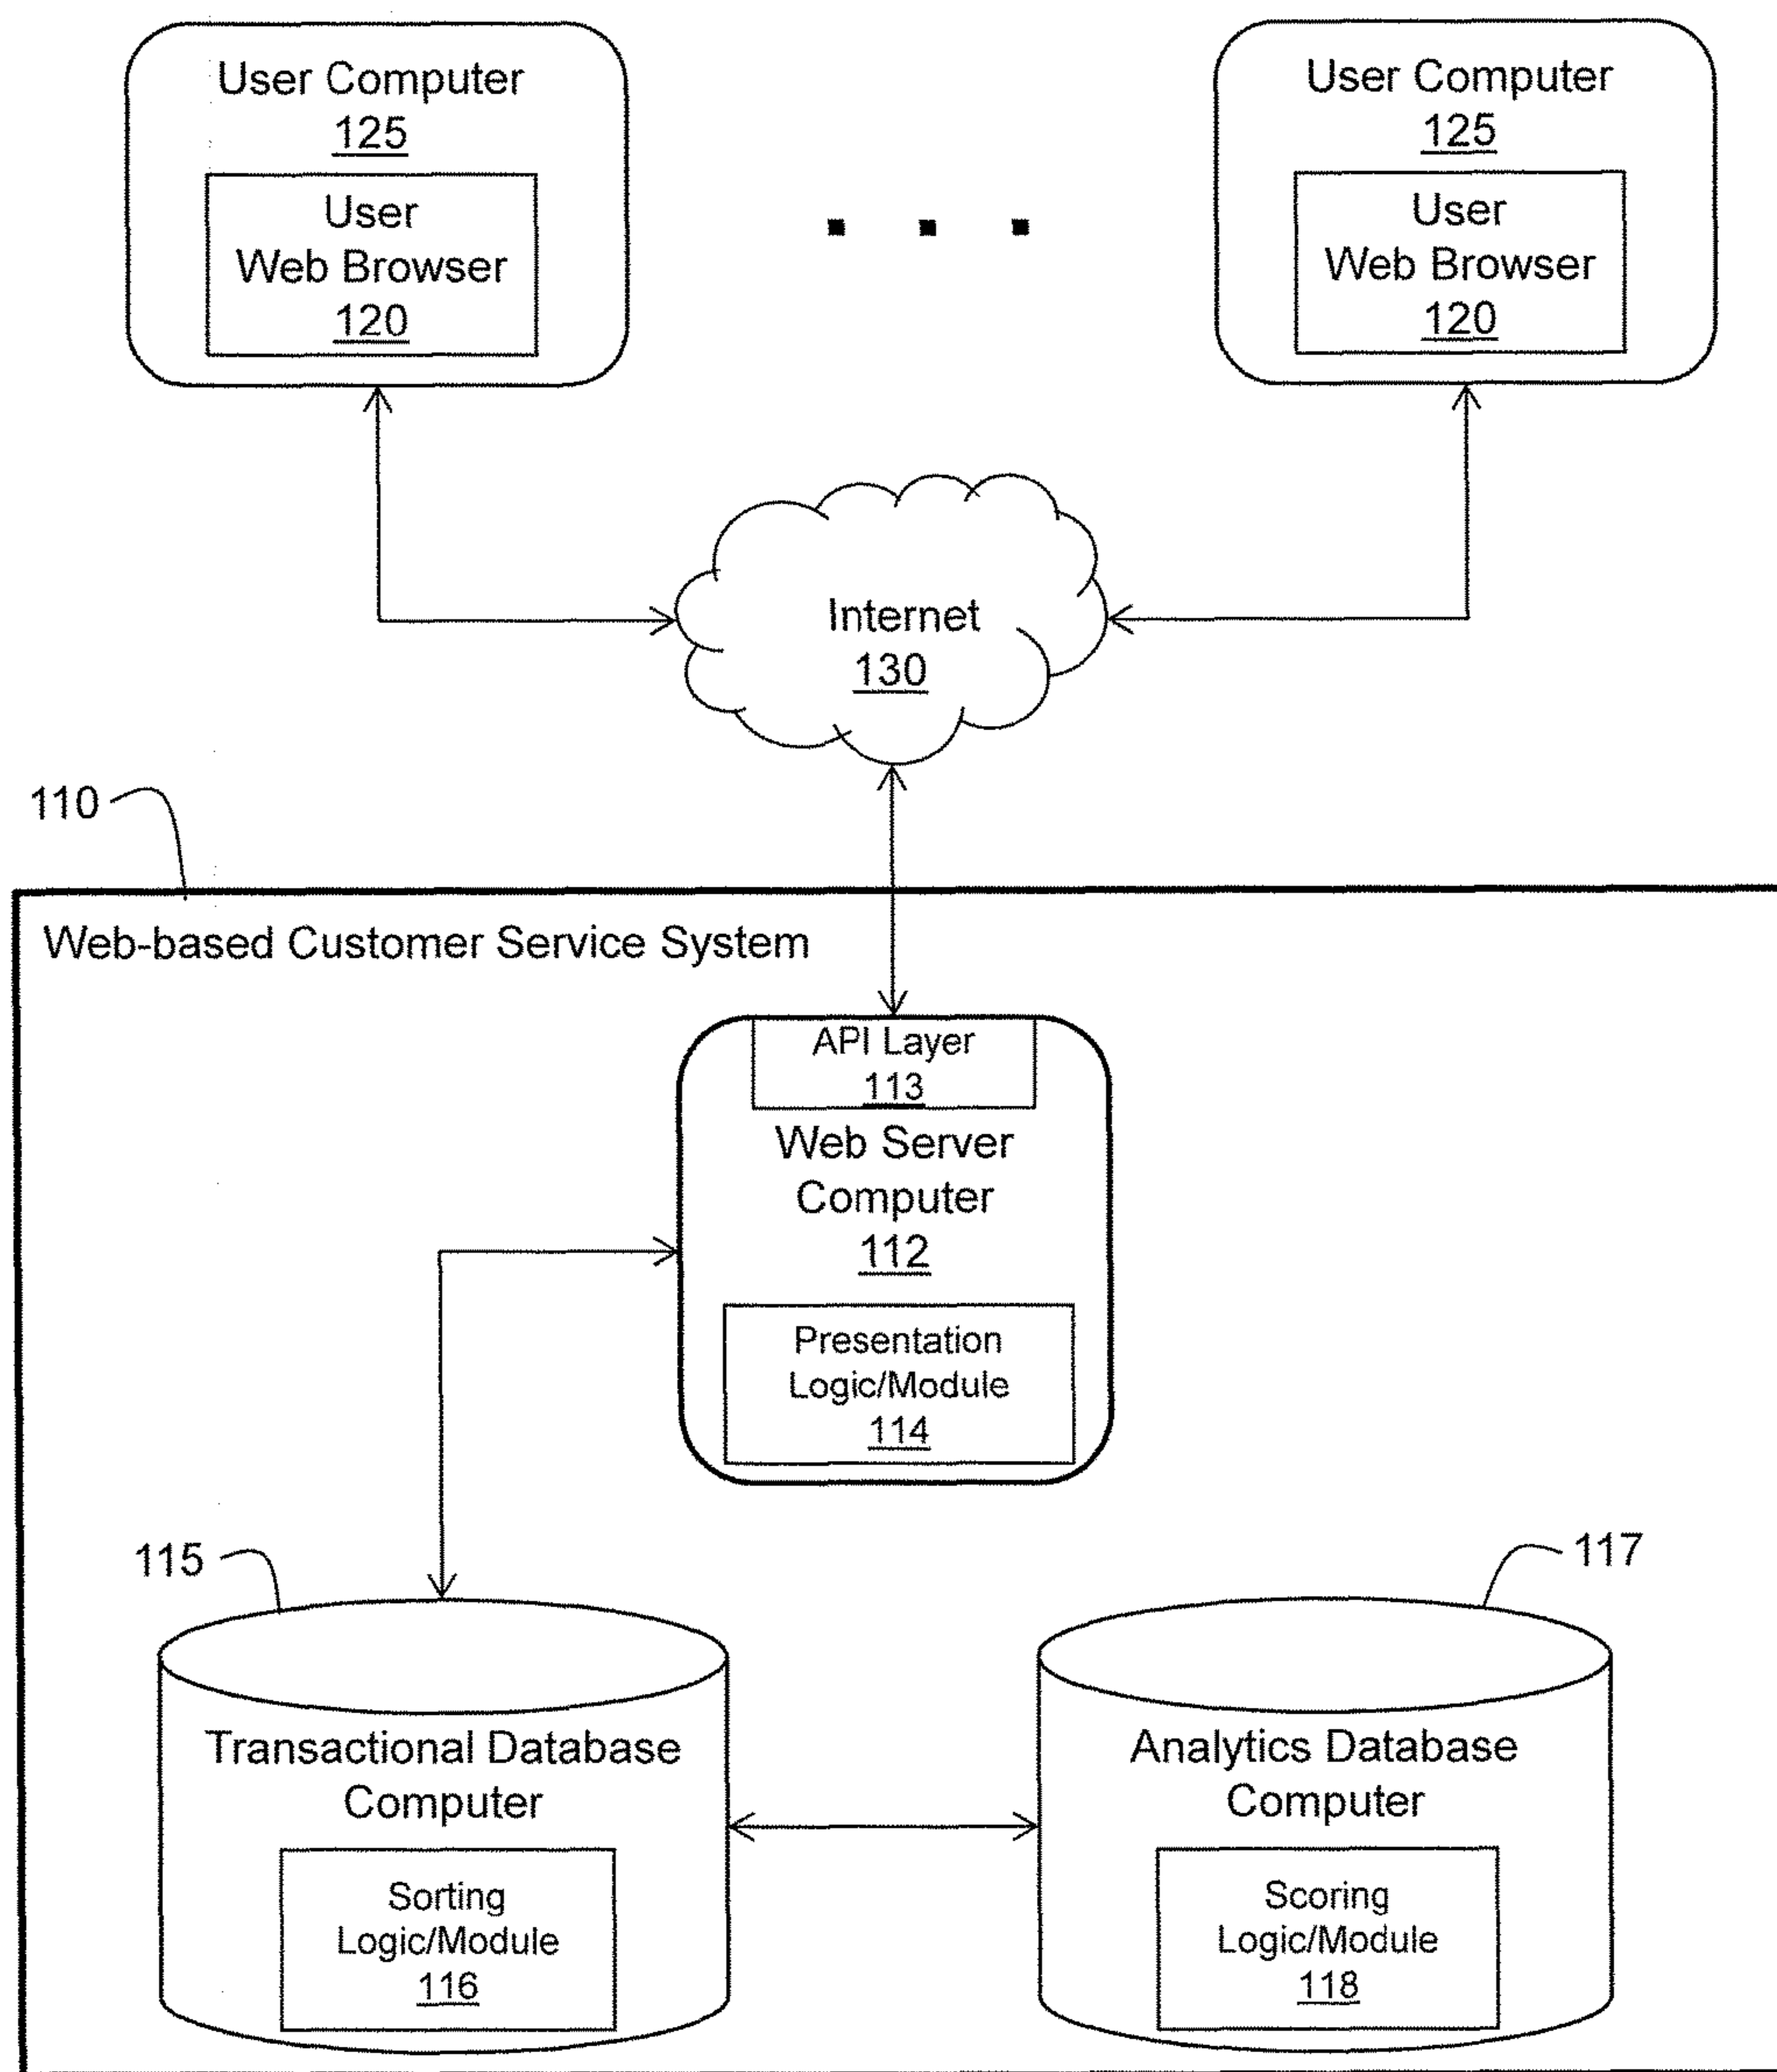 User Computer
125
User
Web Browser
120
User Computer
125
User
Web Browser
120
Internet
130
110
Web-based Customer Service System
API Layer
113
Web Server
Computer
112
Presentation
Logic/Module
114
115
117
Transactional Database
Computer
Sorting
Logic/Module
116
Analytics Database
Computer
Scoring
Logic/Module
118